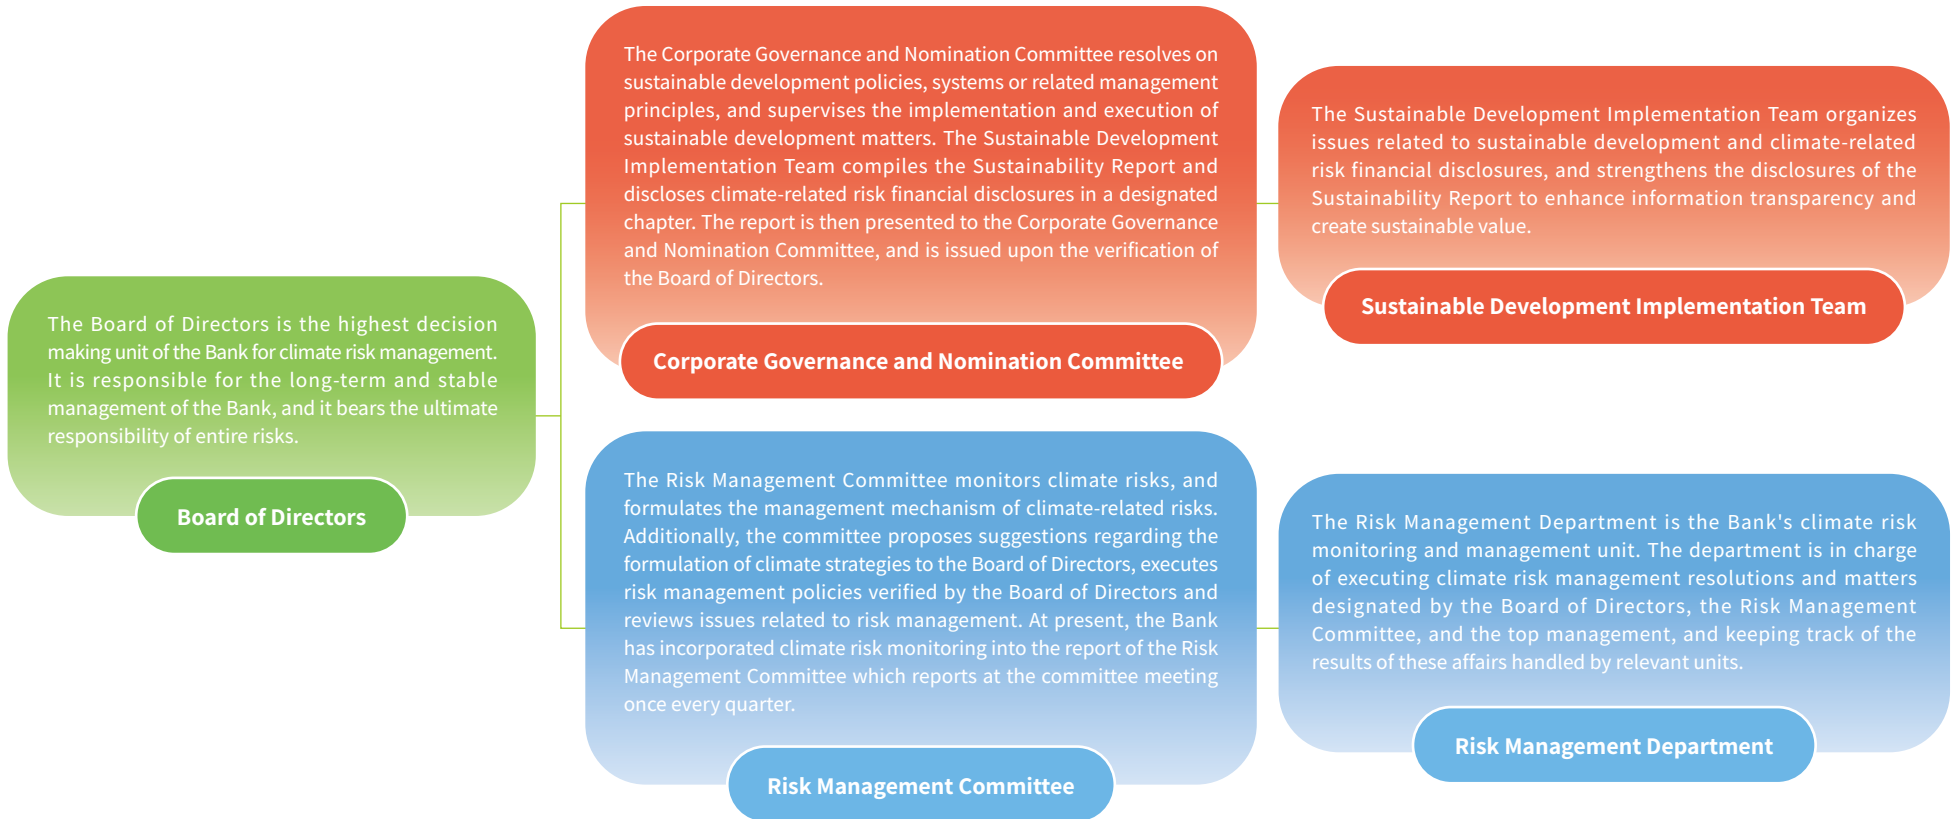 The Board of Directors is the highest decision
making unit of the Bank for climate risk management.
It is responsible for the long-term and stable
management of the Bank, and it bears the ultimate
responsibility of entire risks.
Board of Directors
The Corporate Governance and Nomination Committee resolves on
sustainable development policies, systems or related management
principles, and supervises the implementation and execution of
sustainable development matters. The Sustainable Development
Implementation Team compiles the Sustainability Report and
discloses climate-related risk financial disclosures in a designated
chapter. The report is then presented to the Corporate Governance
and Nomination Committee, and is issued upon the verification of
the Board of Directors.
Corporate Governance and Nomination Committee
The Sustainable Development Implementation Team organizes
issues related to sustainable development and climate-related
risk financial disclosures, and strengthens the disclosures of the
Sustainability Report to enhance information transparency and
create sustainable value.
Sustainable Development Implementation Team
The Risk Management Committee monitors climate risks, and
formulates the management mechanism of climate-related risks.
Additionally, the committee proposes suggestions regarding the
formulation of climate strategies to the Board of Directors, executes
risk management policies verified by the Board of Directors and
reviews issues related to risk management. At present, the Bank
has incorporated climate risk monitoring into the report of the Risk
Management Committee which reports at the committee meeting
once every quarter.
Risk Management Committee
The Risk Management Department is the Bank's climate risk
monitoring and management unit. The department is in charge
of executing climate risk management resolutions and matters
designated by the Board of Directors, the Risk Management
Committee, and the top management, and keeping track of the
results of these affairs handled by relevant units.
Risk Management Department